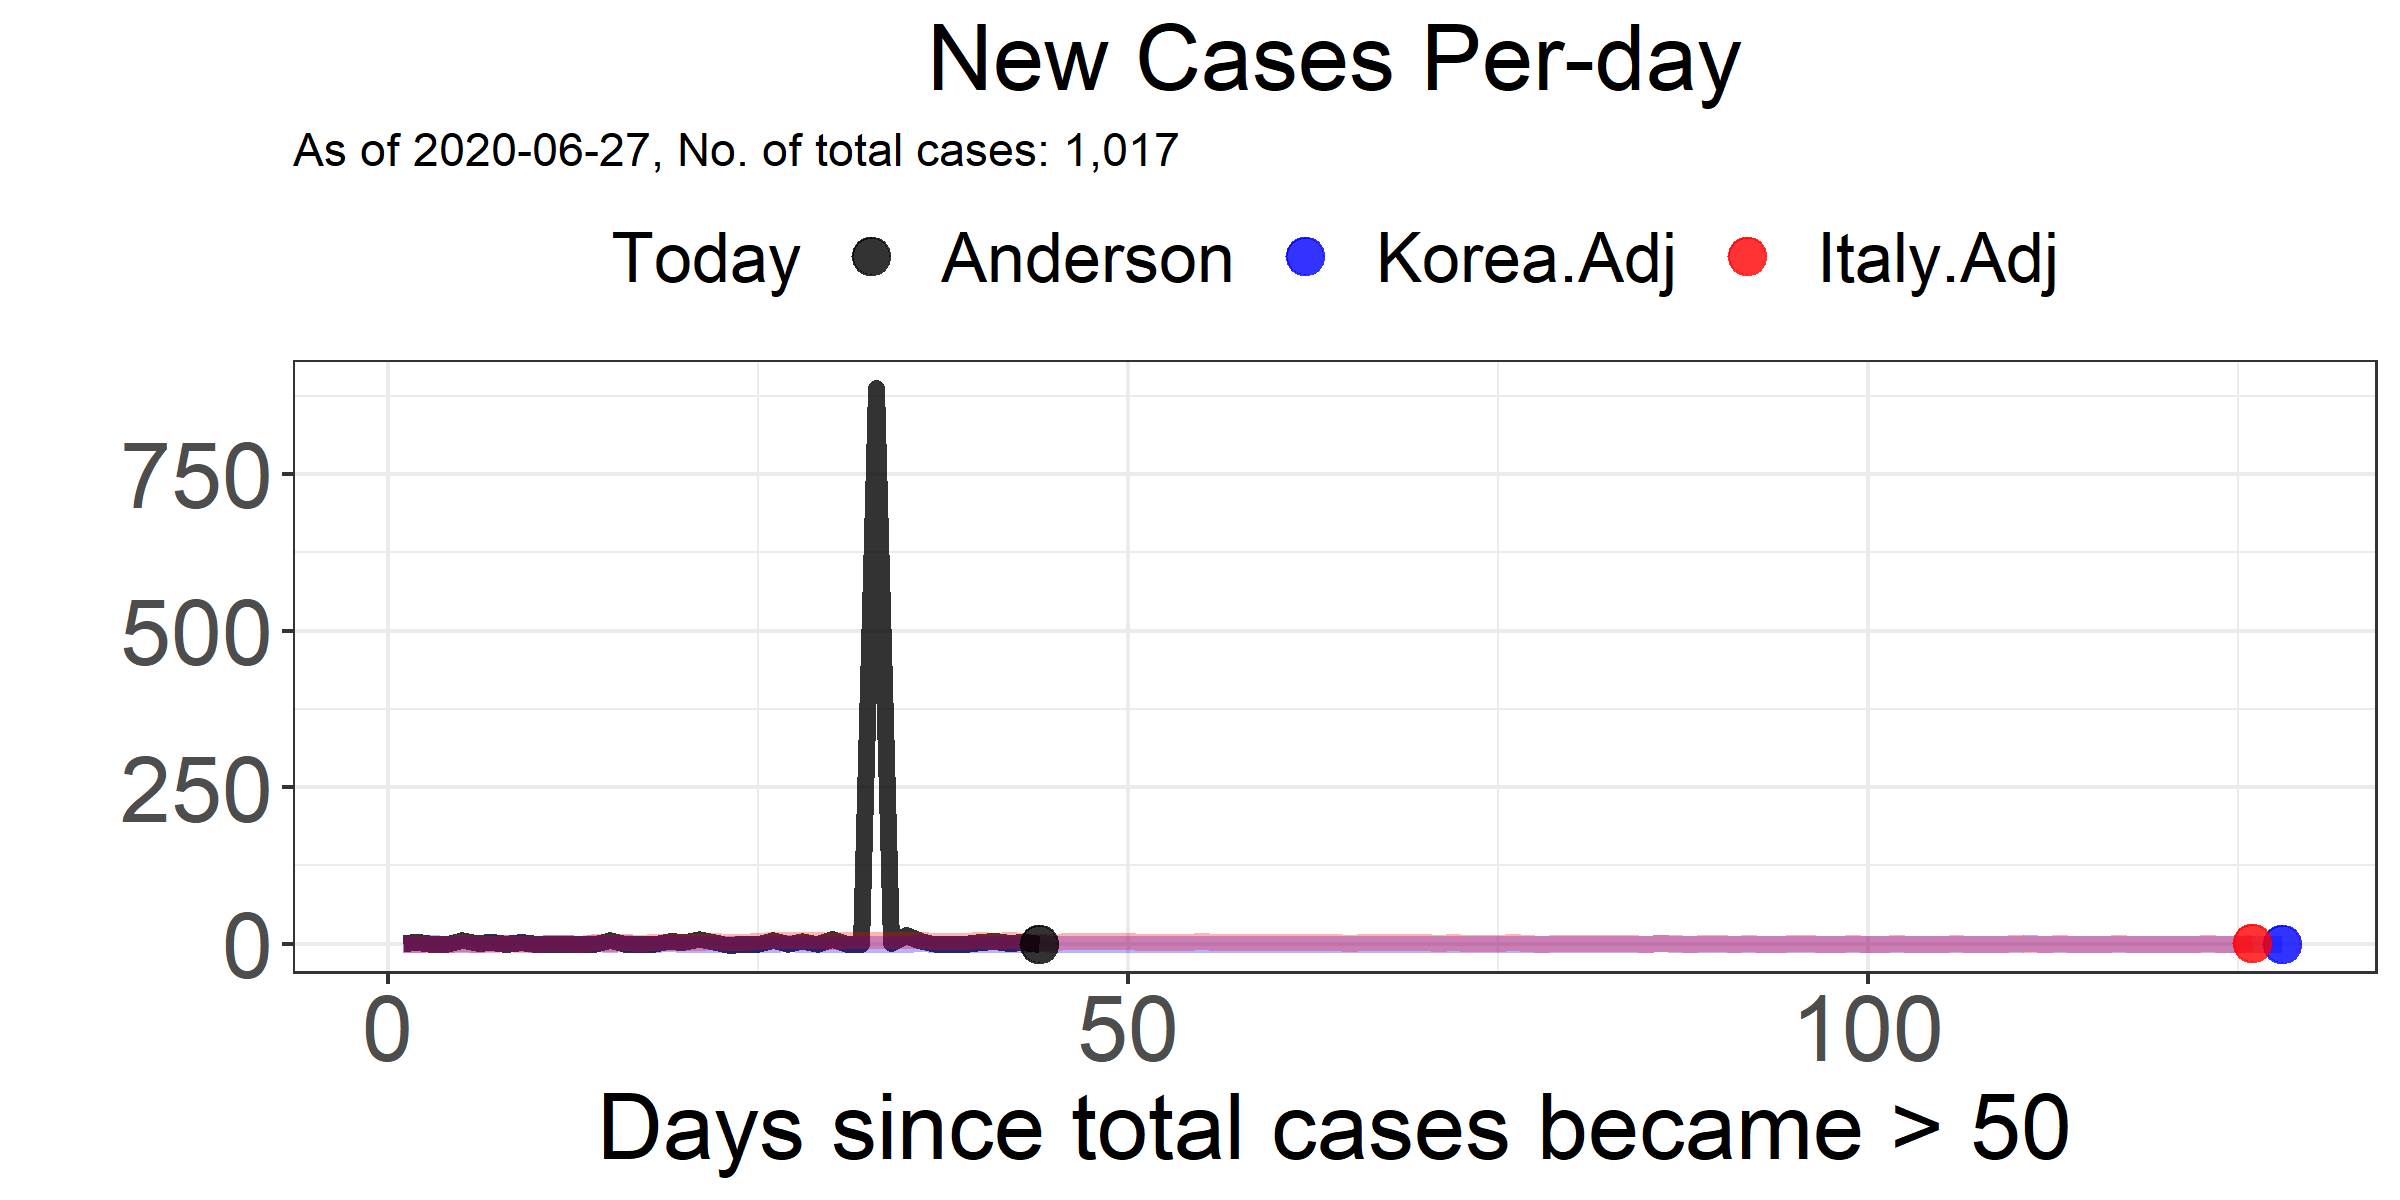 New Cases Per-day
As of 2020-06-27, No. of total cases: 1,017
Today Anderson Korea.Adj Italy.Adj
750
500
250
0
0 50 100
Days since total cases became > 50